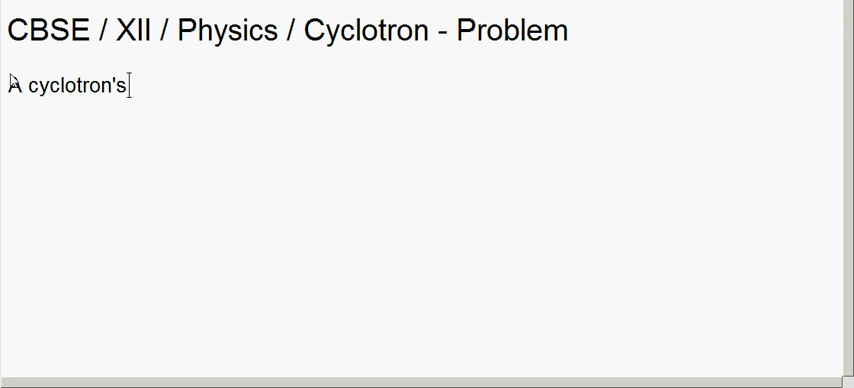 CBSE / XII / Physics / Cyclotron - Problem
A cyclotron's